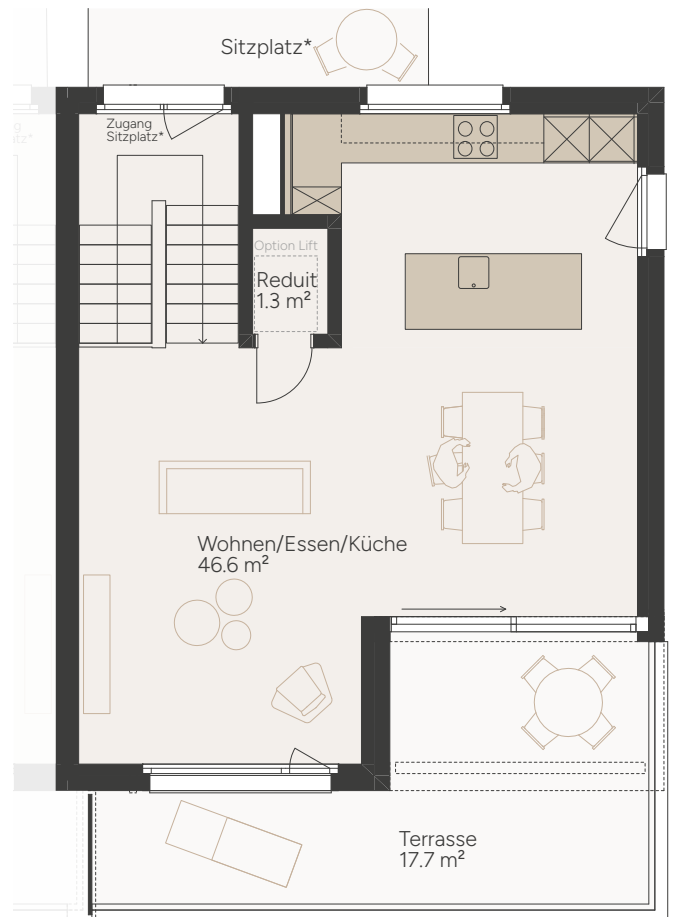 Sitzplatz*
Zugang
Sitzplatz*
Option Lift
Reduit
1.3 m²
Wohnen/Essen/Küche
46.6 m²
Terrasse
17.7 m²